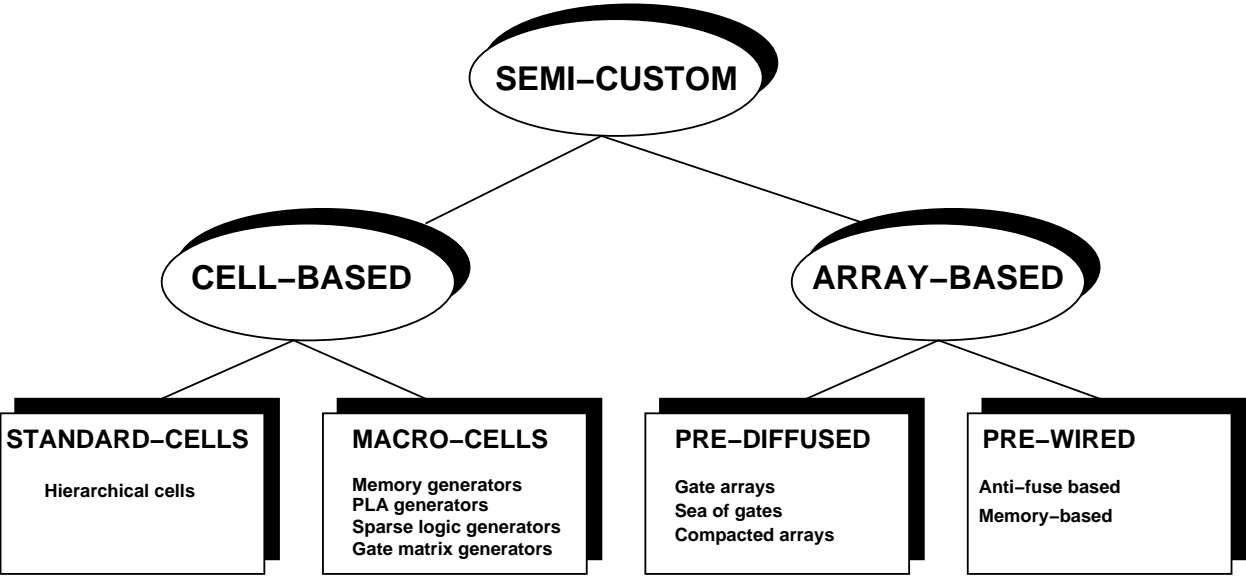 SEMI−CUSTOM
CELL−BASED
ARRAY−BASED
STANDARD−CELLS
Hierarchical cells
MACRO−CELLS
Memory generators
PLA generators
Sparse logic generators
Gate matrix generators
PRE−DIFFUSED
Gate arrays
Sea of gates
Compacted arrays
PRE−WIRED
Anti−fuse based
Memory−based